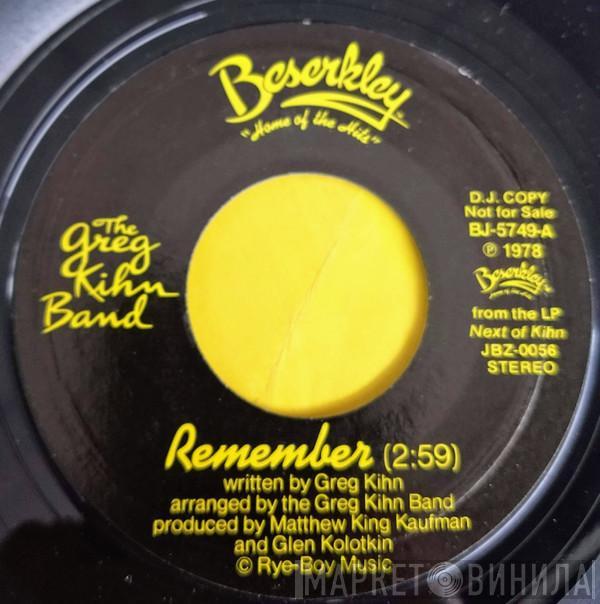 Beserkley
"Home of the Hits"
The
Greg
Kihn
Band
D.J. COPY
Not for Sale
BJ-5749-A
℗ 1978
Beserkley
from the LP
Next of Kihn
JBZ-0056
STEREO
Remember (2:59)
written by Greg Kihn
arranged by the Greg Kihn Band
produced by Matthew King Kaufman
and Glen Kolotkin
© Rye-Boy Music
МАРКЕТ ВИНИЛА